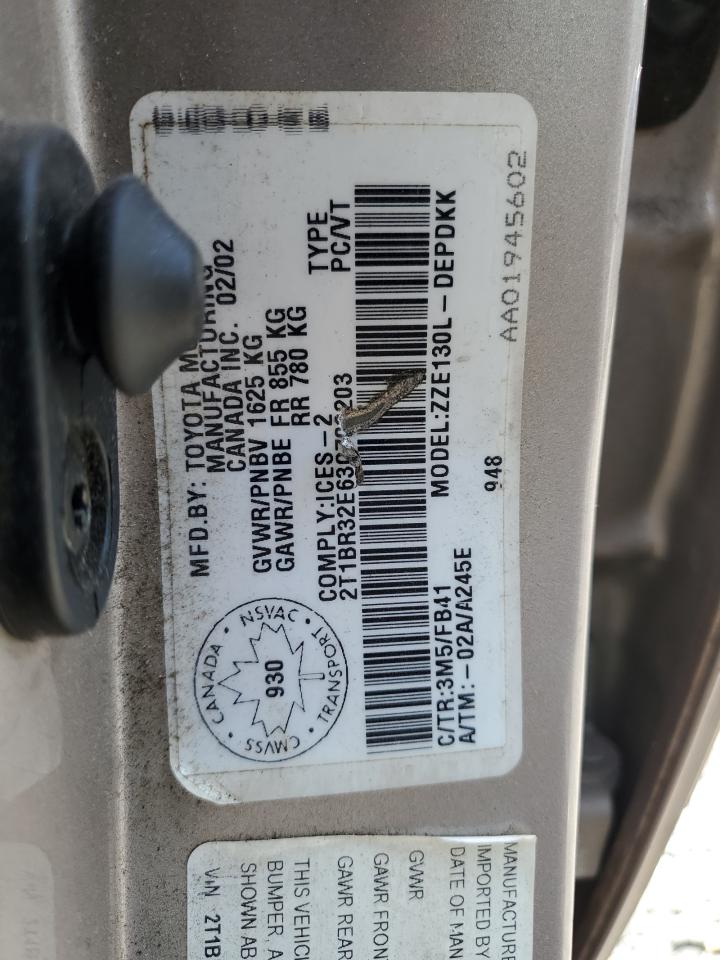 MFD.BY: TOYOTA M
MANUFACTURING
CANADA INC. 02/02
GVWR/PNBV 1625 KG
GAWR/PNBE FR 855 KG
RR 780 KG
COMPLY:ICES-2
TYPE
PC/VT
2T1BR32E63
203
C/TR:3M5/FB41
MODEL:ZZE130L-DEPDKK
A/TM:-02A/A245E
948
AA01945602
CANADA · NSVAC · TRANSPORT · CMVSS ·
930
MANUFACTURE
IMPORTED BY
DATE OF MAN
GVWR
GAWR FRON
GAWR REAR
THIS VEHIC
BUMPER, A
SHOWN AB
VIN 2T1B